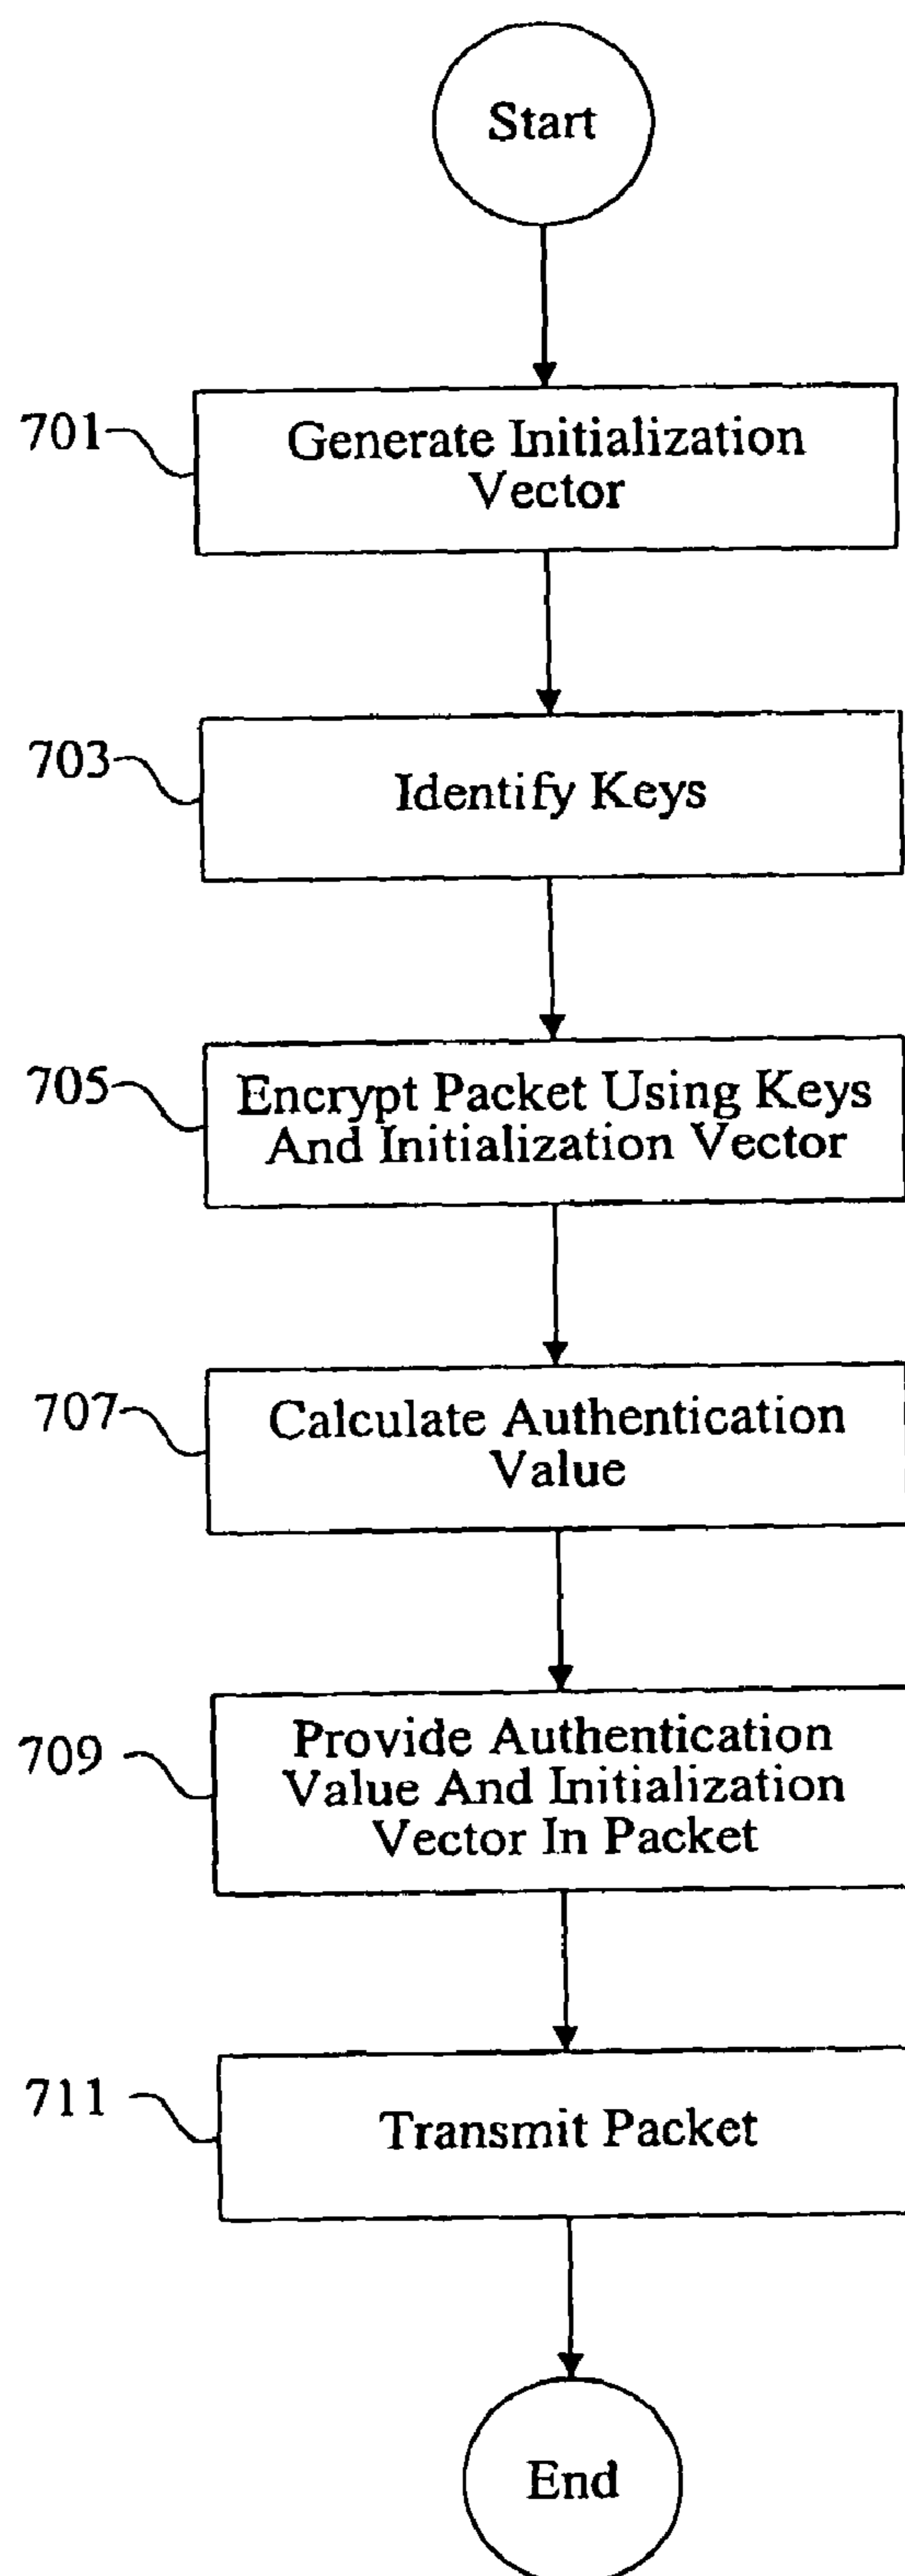 Start
701
Generate Initialization
Vector
703
Identify Keys
705
Encrypt Packet Using Keys
And Initialization Vector
707
Calculate Authentication
Value
709
Provide Authentication
Value And Initialization
Vector In Packet
711
Transmit Packet
End